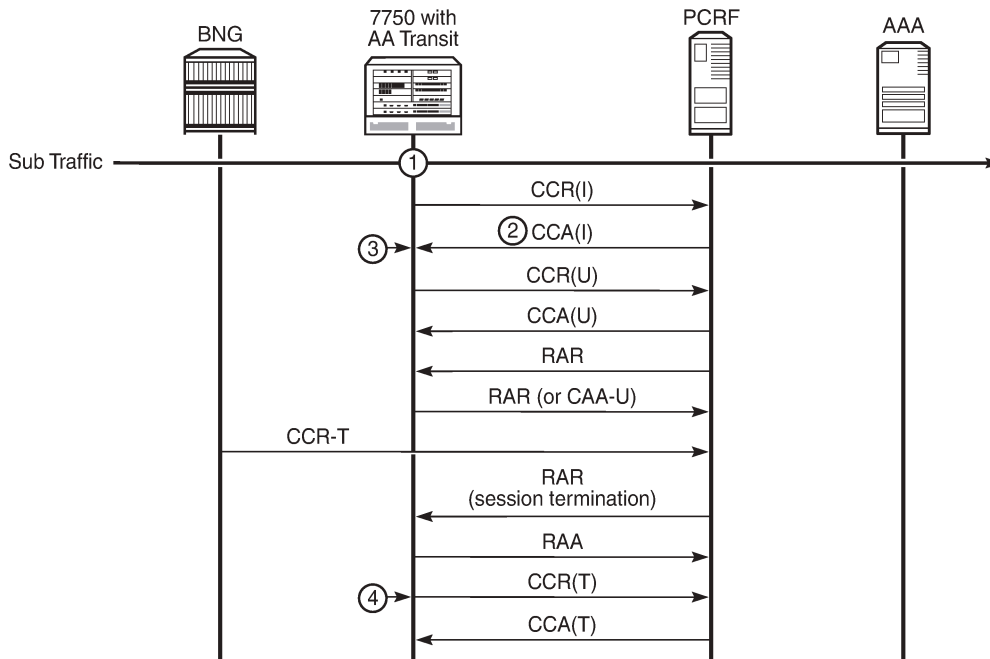 BNG
7750 with
AA Transit
PCRF
AAA
Sub Traffic
1
CCR(I)
2 CCA(I)
3
CCR(U)
CCA(U)
RAR
RAR (or CAA-U)
CCR-T
RAR
(session termination)
RAA
4
CCR(T)
CCA(T)